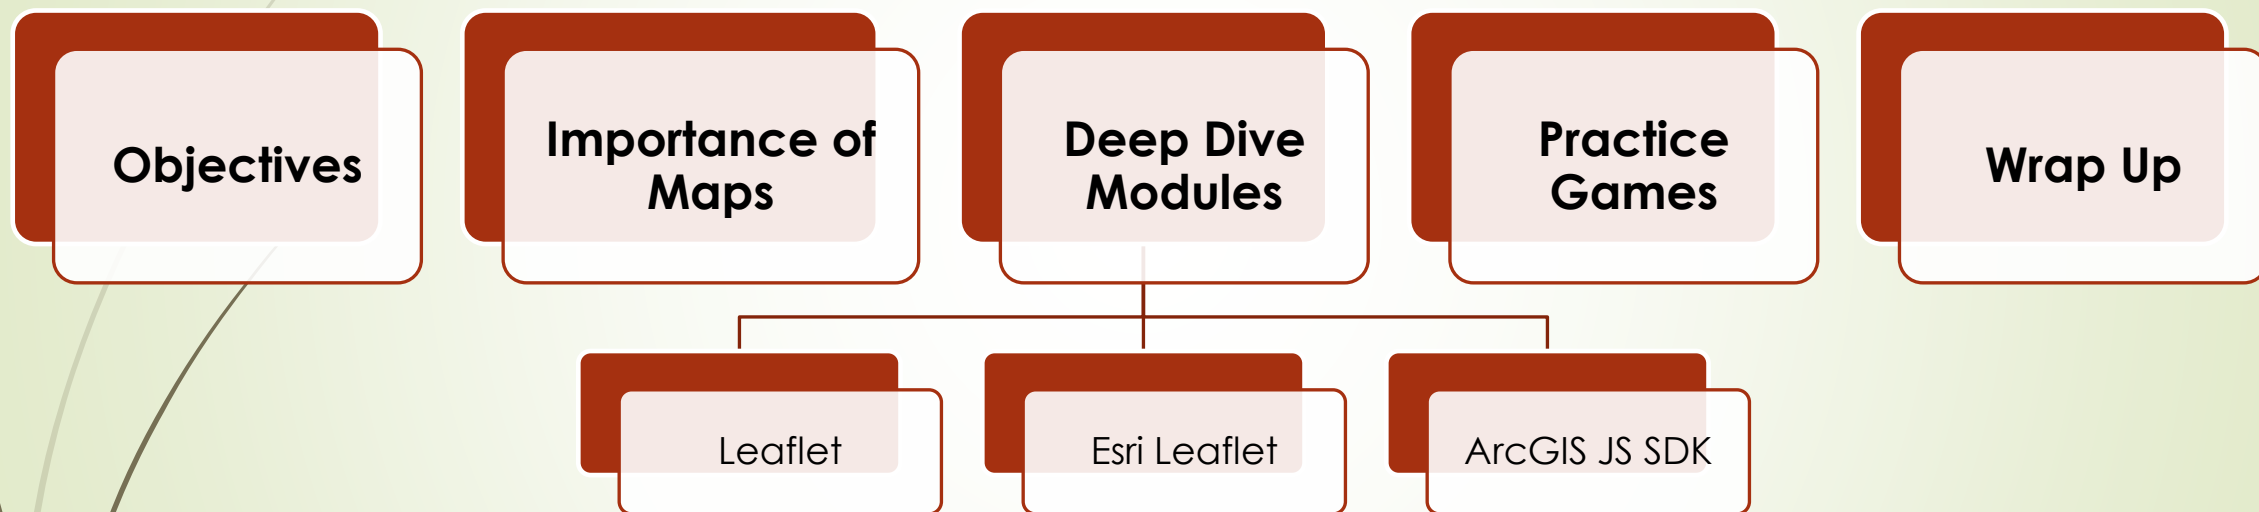 Objectives
Importance of
Maps
Deep Dive
Modules
Practice
Games
Wrap Up
Leaflet
Esri Leaflet
ArcGIS JS SDK